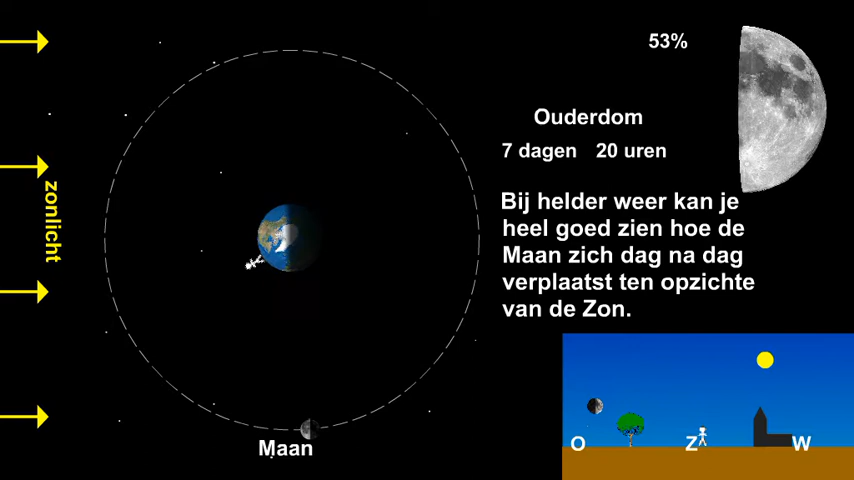 53%
Ouderdom
7 dagen 20 uren
zonlicht
Bij helder weer kan je
heel goed zien hoe de
Maan zich dag na dag
verplaatst ten opzichte
van de Zon.
Maan
O Z W